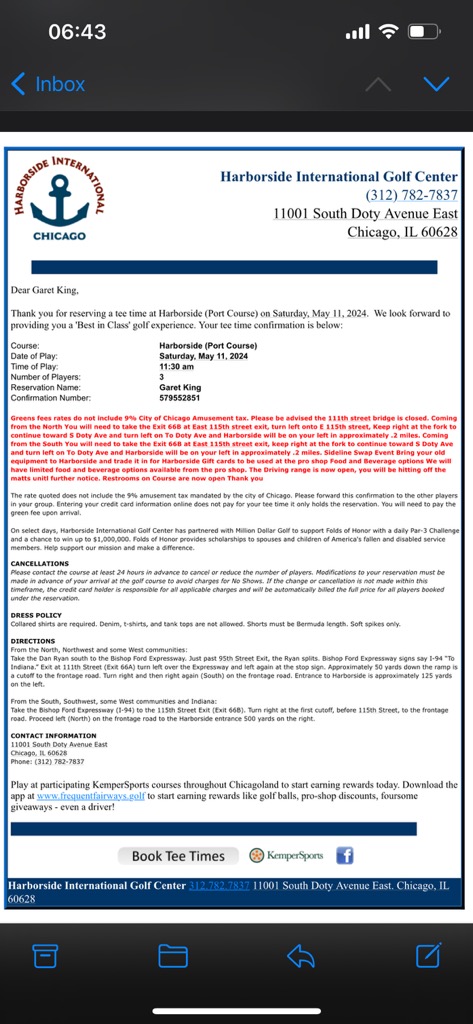 06:43
Inbox
HARBORSIDE INTERNATIONAL
CHICAGO
Harborside International Golf Center
(312) 782-7837
11001 South Doty Avenue East
Chicago, IL 60628
Dear Garet King,
Thank you for reserving a tee time at Harborside (Port Course) on Saturday, May 11, 2024. We look forward to
providing you a 'Best in Class' golf experience. Your tee time confirmation is below:
Course: Harborside (Port Course)
Date of Play: Saturday, May 11, 2024
Time of Play: 11:30 am
Number of Players: 3
Reservation Name: Garet King
Confirmation Number: 579552851
Greens fees rates do not include 9% City of Chicago Amusement tax. Please be advised the 111th street bridge is closed. Coming
from the North You will need to take the Exit 66B at East 115th street exit, turn left onto E 115th street, Keep right at the fork to
continue toward S Doty Ave and turn left on To Doty Ave and Harborside will be on your left in approximately .2 miles. Coming
from the South You will need to take the Exit 66B at East 115th street exit, keep right at the fork to continue toward S Doty Ave
and turn left on To Doty Ave and Harborside will be on your left in approximately .2 miles. Sideline Swap Event Bring your old
equipment to Harborside and trade it in for Harborside Gift cards to be used at the pro shop Food and Beverage options We will
have limited food and beverage options available from the pro shop. The Driving range is now open, you will be hitting off the
matts unitl further notice. Restrooms on Course are now open Thank you
The rate quoted does not include the 9% amusement tax mandated by the city of Chicago. Please forward this confirmation to the other players
in your group. Entering your credit card information online does not pay for your tee time it only holds the reservation. You will need to pay the
green fee upon arrival.
On select days, Harborside International Golf Center has partnered with Million Dollar Golf to support Folds of Honor with a daily Par-3 Challenge
and a chance to win up to $1,000,000. Folds of Honor provides scholarships to spouses and children of America's fallen and disabled service
members. Help support our mission and make a difference.
CANCELLATIONS
Please contact the course at least 24 hours in advance to cancel or reduce the number of players. Modifications to your reservation must be
made in advance of your arrival at the golf course to avoid charges for No Shows. If the change or cancellation is not made within this
timeframe, the credit card holder is responsible for all applicable charges and will be automatically billed the full price for all players booked
under the reservation.
DRESS POLICY
Collared shirts are required. Denim, t-shirts, and tank tops are not allowed. Shorts must be Bermuda length. Soft spikes only.
DIRECTIONS
From the North, Northwest and some West communities:
Take the Dan Ryan south to the Bishop Ford Expressway. Just past 95th Street Exit, the Ryan splits. Bishop Ford Expressway signs say I-94 "To
Indiana." Exit at 111th Street (Exit 66A) turn left over the Expressway and left again at the stop sign. Approximately 50 yards down the ramp is
a cutoff to the frontage road. Turn right and then right again (South) on the frontage road. Entrance to Harborside is approximately 125 yards
on the left.
From the South, Southwest, some West communities and Indiana:
Take the Bishop Ford Expressway (I-94) to the 115th Street Exit (Exit 66B). Turn right at the first cutoff, before 115th Street, to the frontage
road. Proceed left (North) on the frontage road to the Harborside entrance 500 yards on the right.
CONTACT INFORMATION
11001 South Doty Avenue East
Chicago, IL 60628
Phone: (312) 782-7837
Play at participating KemperSports courses throughout Chicagoland to start earning rewards today. Download the
app at www.frequentfairways.golf to start earning rewards like golf balls, pro-shop discounts, foursome
giveaways - even a driver!
Book Tee Times KemperSports f
Harborside International Golf Center 312.782.7837 11001 South Doty Avenue East. Chicago, IL
60628